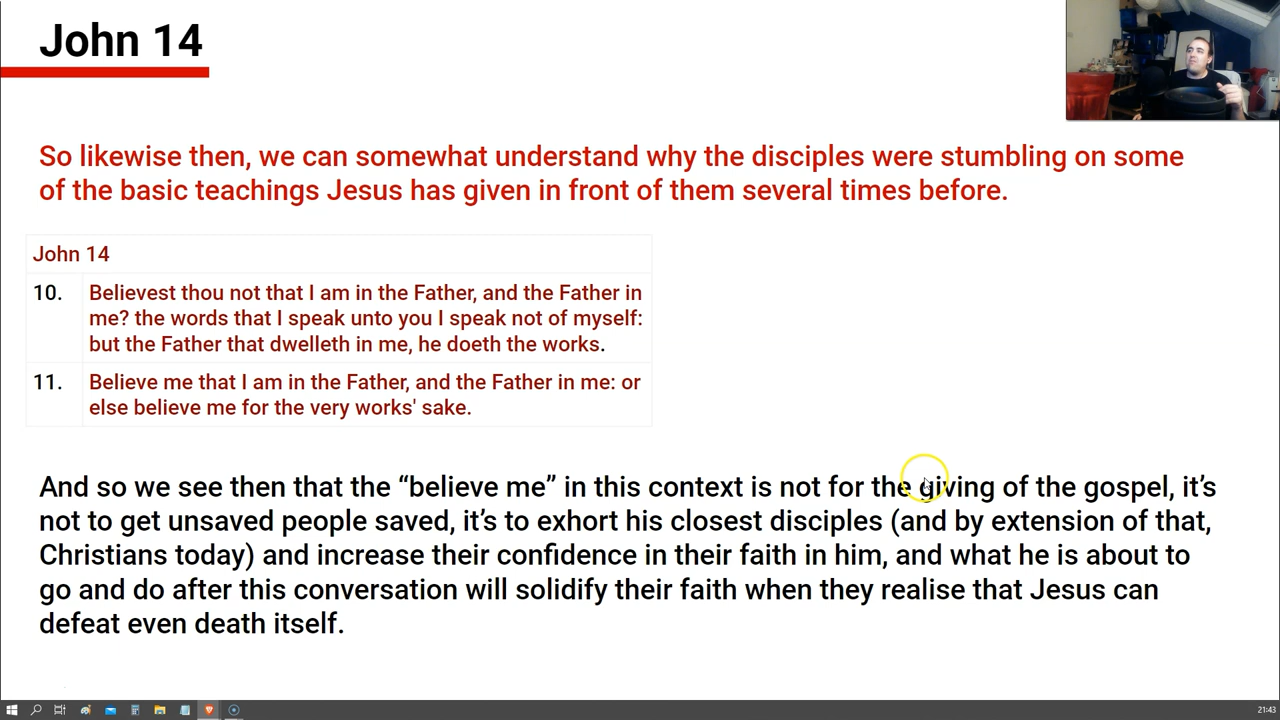 John 14
So likewise then, we can somewhat understand why the disciples were stumbling on some
of the basic teachings Jesus has given in front of them several times before.
John 14
10. Believest thou not that I am in the Father, and the Father in
me? the words that I speak unto you I speak not of myself:
but the Father that dwelleth in me, he doeth the works.
11. Believe me that I am in the Father, and the Father in me: or
else believe me for the very works' sake.
And so we see then that the “believe me” in this context is not for the giving of the gospel, it’s
not to get unsaved people saved, it’s to exhort his closest disciples (and by extension of that,
Christians today) and increase their confidence in their faith in him, and what he is about to
go and do after this conversation will solidify their faith when they realise that Jesus can
defeat even death itself.
21:43